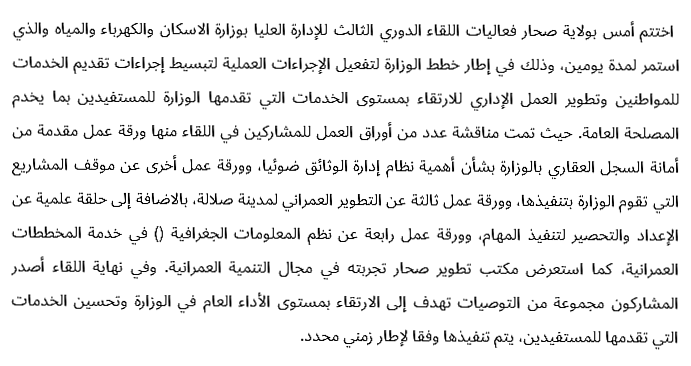 اختتم أمس بولاية صحار فعاليات اللقاء الدوري الثالث للإدارة العليا بوزارة الاسكان والكهرباء والمياه والذي
استمر لمدة يومين، وذلك في إطار خطط الوزارة لتفعيل الإجراءات العملية لتبسيط إجراءات تقديم الخدمات
للمواطنين وتطوير العمل الإداري للارتقاء بمستوى الخدمات التي تقدمها الوزارة للمستفيدين بما يخدم
المصلحة العامة. حيث تمت مناقشة عدد من أوراق العمل للمشاركين في اللقاء منها ورقة عمل مقدمة من
أمانة السجل العقاري بالوزارة بشأن أهمية نظام إدارة الوثائق ضوئيا، وورقة عمل أخرى عن موقف المشاريع
التي تقوم الوزارة بتنفيذها، وورقة عمل ثالثة عن التطوير العمراني لمدينة صلالة، بالاضافة إلى حلقة علمية عن
الإعداد والتحصير لتنفيذ المهام، وورقة عمل رابعة عن نظم المعلومات الجغرافية () في خدمة المخططات
العمرانية، كما استعرض مكتب تطوير صحار تجربته في مجال التنمية العمرانية. وفي نهاية اللقاء أصدر
المشاركون مجموعة من التوصيات تهدف إلى الارتقاء بمستوى الأداء العام في الوزارة وتحسين الخدمات
التي تقدمها للمستفيدين، يتم تنفيذها وفقا لإطار زمني محدد.